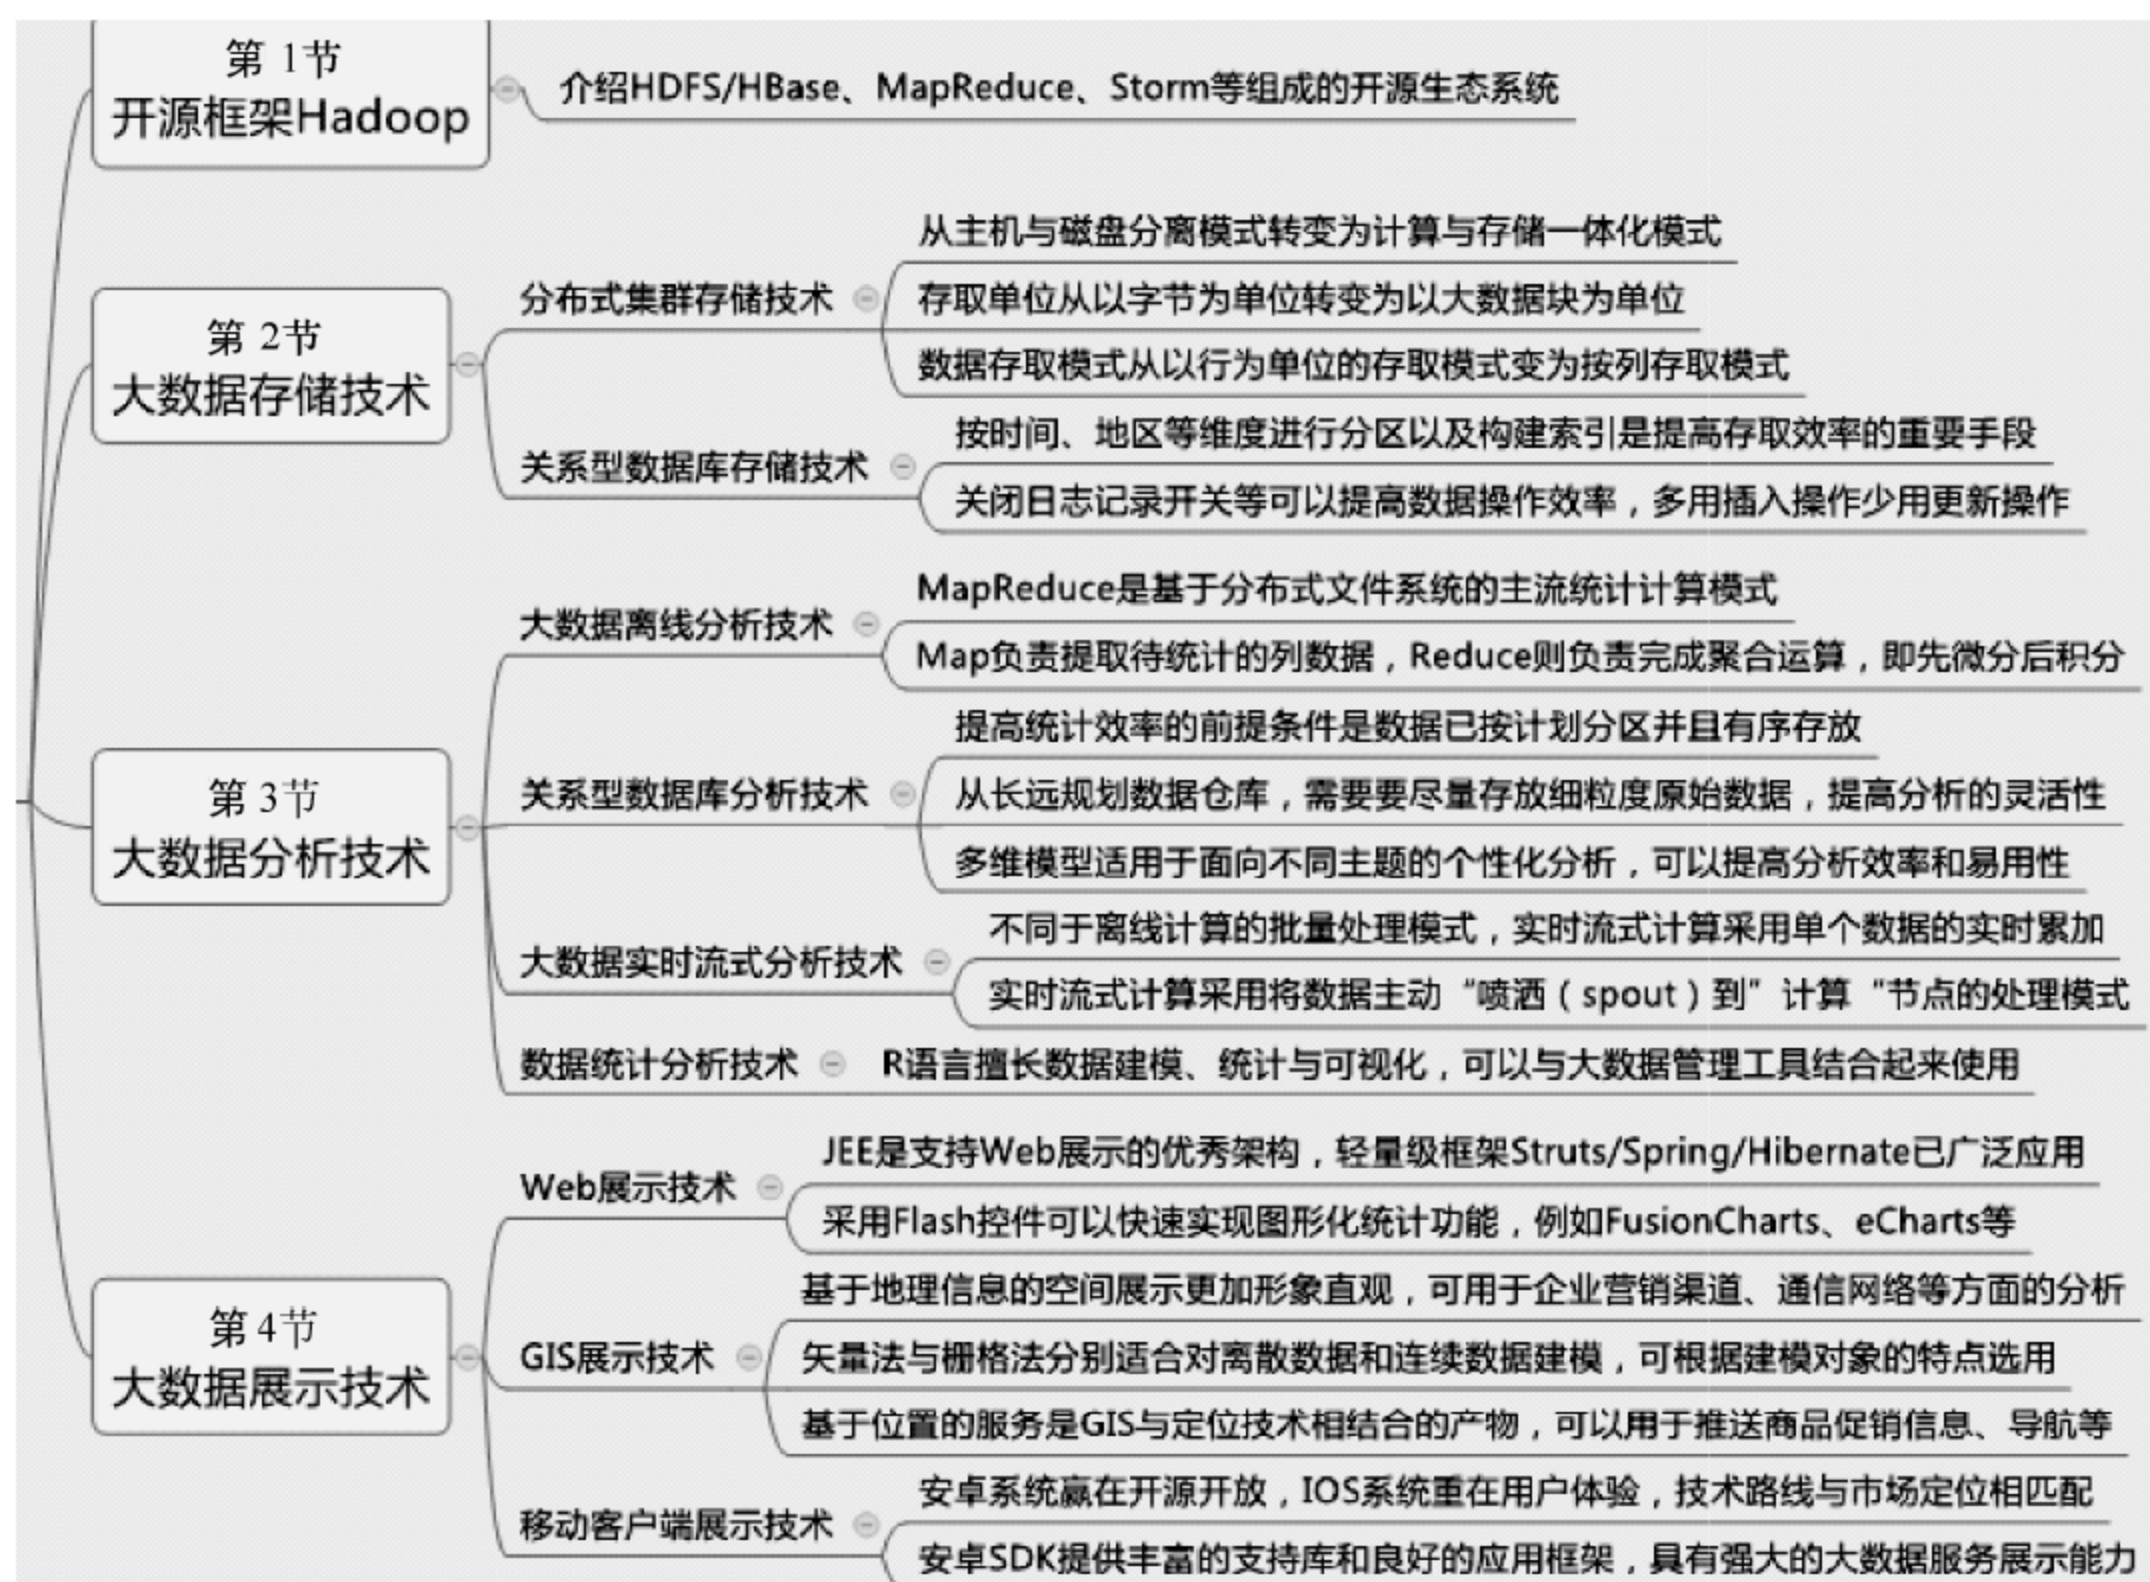 第 1节
开源框架Hadoop
介绍HDFS/HBase、MapReduce、Storm等组成的开源生态系统
第 2节
大数据存储技术
分布式集群存储技术
从主机与磁盘分离模式转变为计算与存储一体化模式
存取单位从以字节为单位转变为以大数据块为单位
数据存取模式从以行为单位的存取模式变为按列存取模式
关系型数据库存储技术
按时间、地区等维度进行分区以及构建索引是提高存取效率的重要手段
关闭日志记录开关等可以提高数据操作效率，多用插入操作少用更新操作
第 3节
大数据分析技术
大数据离线分析技术
MapReduce是基于分布式文件系统的主流统计计算模式
Map负责提取待统计的列数据，Reduce则负责完成聚合运算，即先微分后积分
关系型数据库分析技术
提高统计效率的前提条件是数据已按计划分区并且有序存放
从长远规划数据仓库，需要要尽量存放细粒度原始数据，提高分析的灵活性
多维模型适用于面向不同主题的个性化分析，可以提高分析效率和易用性
大数据实时流式分析技术
不同于离线计算的批量处理模式，实时流式计算采用单个数据的实时累加
实时流式计算采用将数据主动“喷洒（spout）到”计算“节点的处理模式
数据统计分析技术
R语言擅长数据建模、统计与可视化，可以与大数据管理工具结合起来使用
第 4节
大数据展示技术
Web展示技术
JEE是支持Web展示的优秀架构，轻量级框架Struts/Spring/Hibernate已广泛应用
采用Flash控件可以快速实现图形化统计功能，例如FusionCharts、eCharts等
GIS展示技术
基于地理信息的空间展示更加形象直观，可用于企业营销渠道、通信网络等方面的分析
矢量法与栅格法分别适合对离散数据和连续数据建模，可根据建模对象的特点选用
基于位置的服务是GIS与定位技术相结合的产物，可以用于推送商品促销信息、导航等
移动客户端展示技术
安卓系统赢在开源开放，IOS系统重在用户体验，技术路线与市场定位相匹配
安卓SDK提供丰富的支持库和良好的应用框架，具有强大的大数据服务展示能力